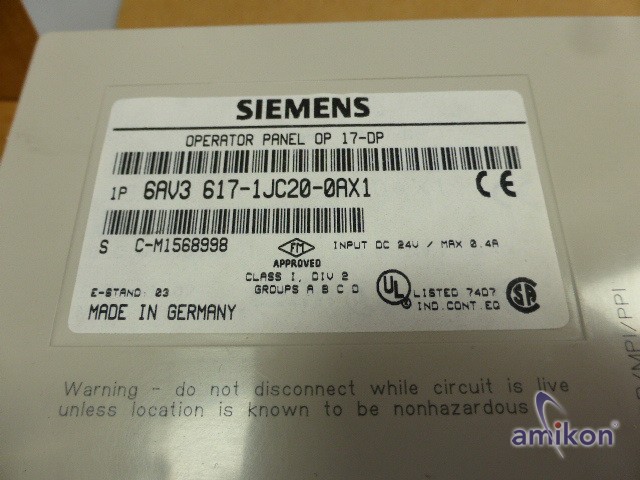 SIEMENS
OPERATOR PANEL OP 17-DP
1P 6AV3 617-1JC20-0AX1
CE
S C-M1568998
FM
APPROVED
INPUT DC 24V / MAX 0.4A
CLASS I, DIV 2
GROUPS A B C D
UL
LISTED 74D7
IND.CONT.EQ
SA
E-STAND: 03
MADE IN GERMANY
/MPI/PPI
Warning - do not disconnect while circuit is live
unless location is known to be nonhazardous
amikon